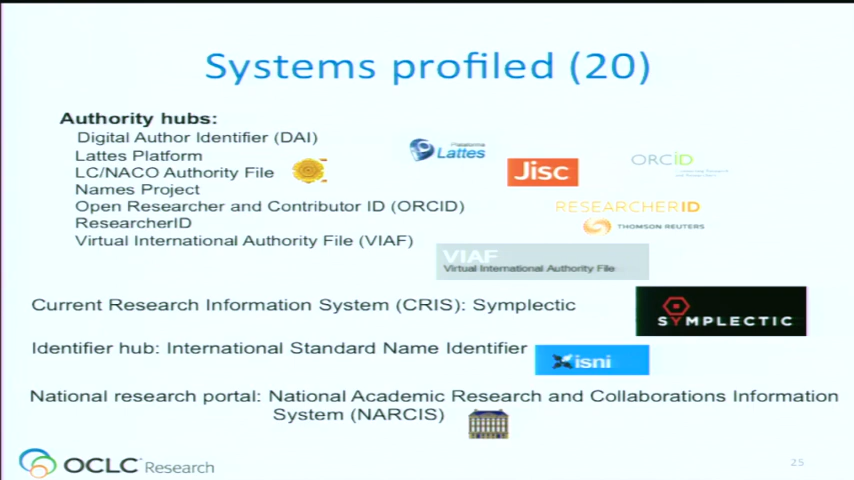 Systems profiled (20)
Authority hubs:
Digital Author Identifier (DAI)
Lattes Platform
LC/NACO Authority File
Names Project
Open Researcher and Contributor ID (ORCID)
ResearcherID
Virtual International Authority File (VIAF)
Plataforma
Lattes
Jisc
ORCiD
RESEARCHERID
THOMSON REUTERS
VIAF
Virtual International Authority File
Current Research Information System (CRIS): Symplectic
SYMPLECTIC
Identifier hub: International Standard Name Identifier
isni
National research portal: National Academic Research and Collaborations Information
System (NARCIS)
OCLC Research
25